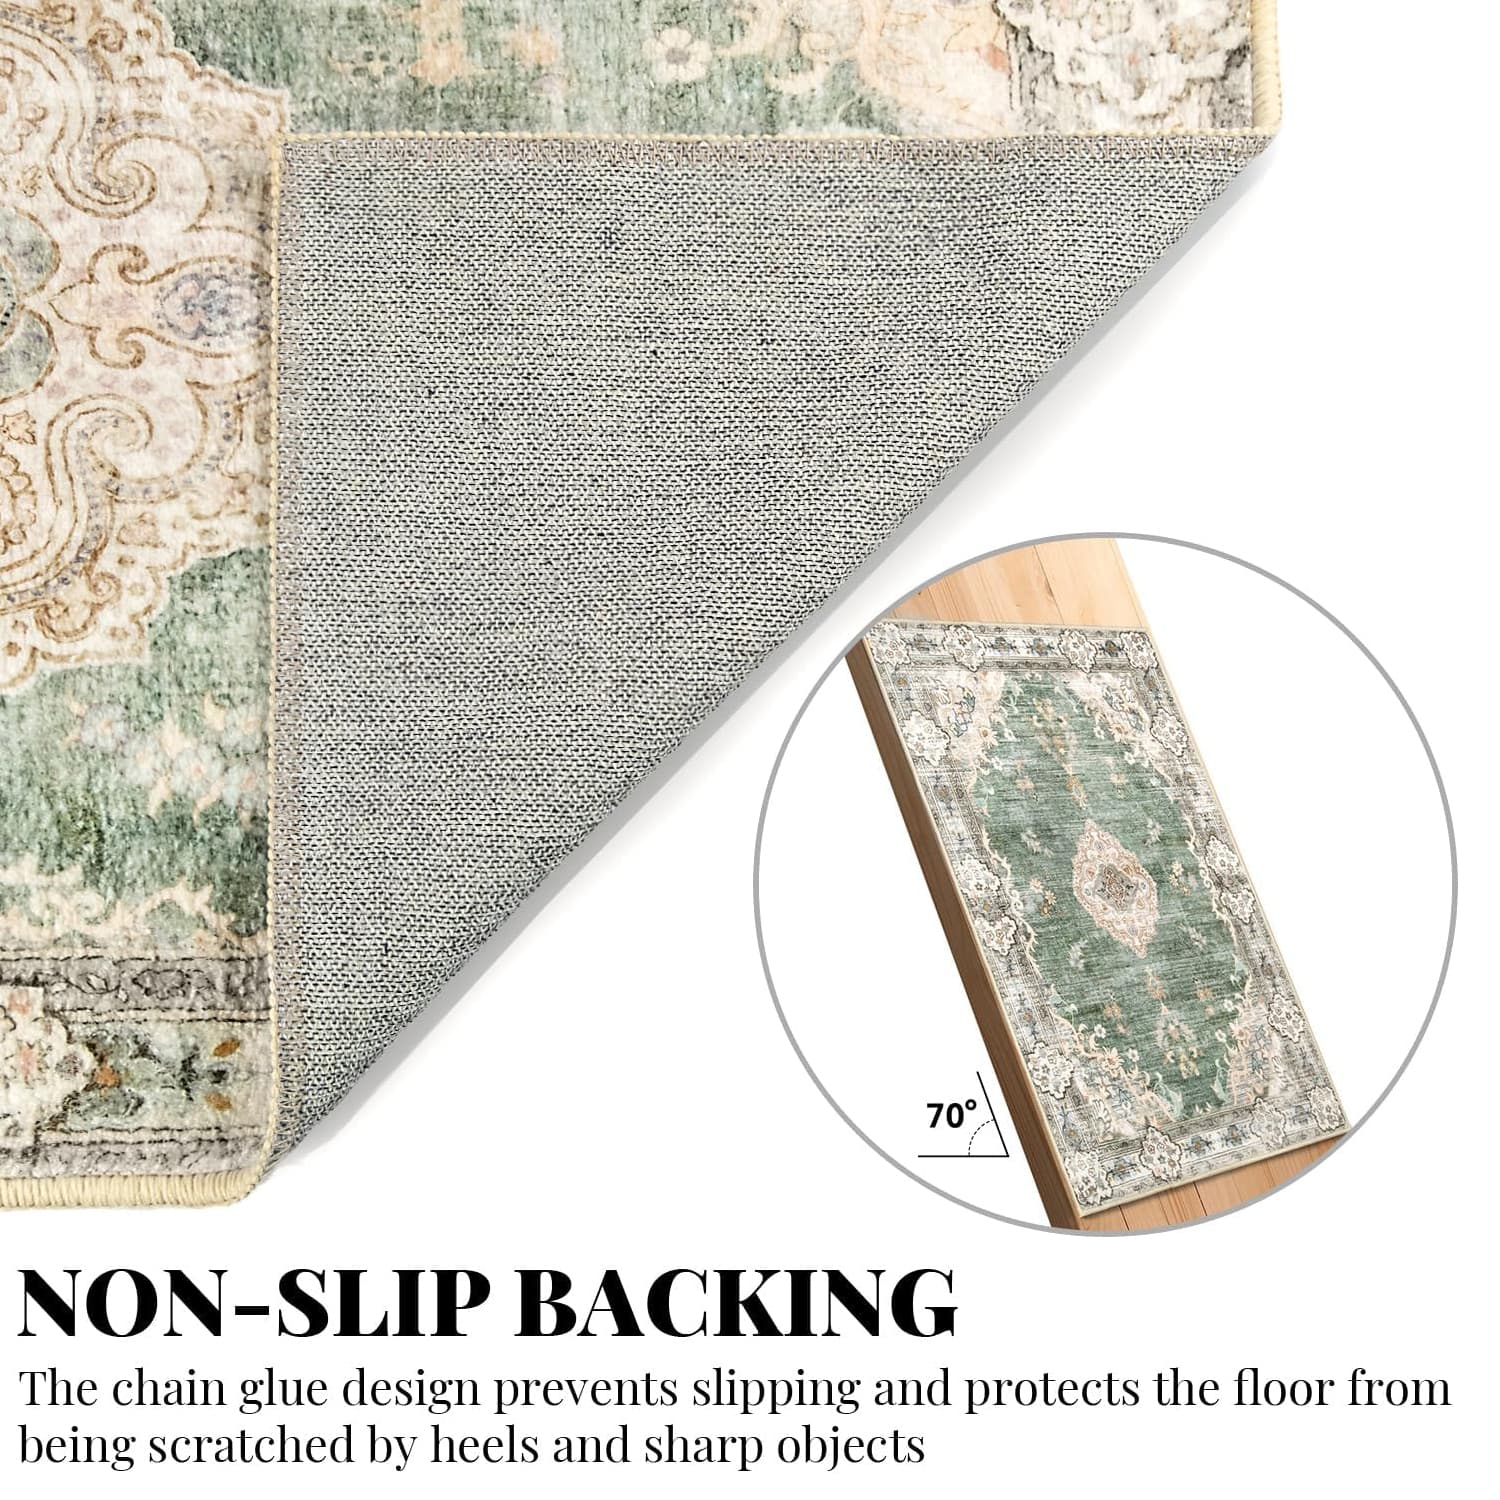 70°
NON-SLIP BACKING
The chain glue design prevents slipping and protects the floor from
being scratched by heels and sharp objects